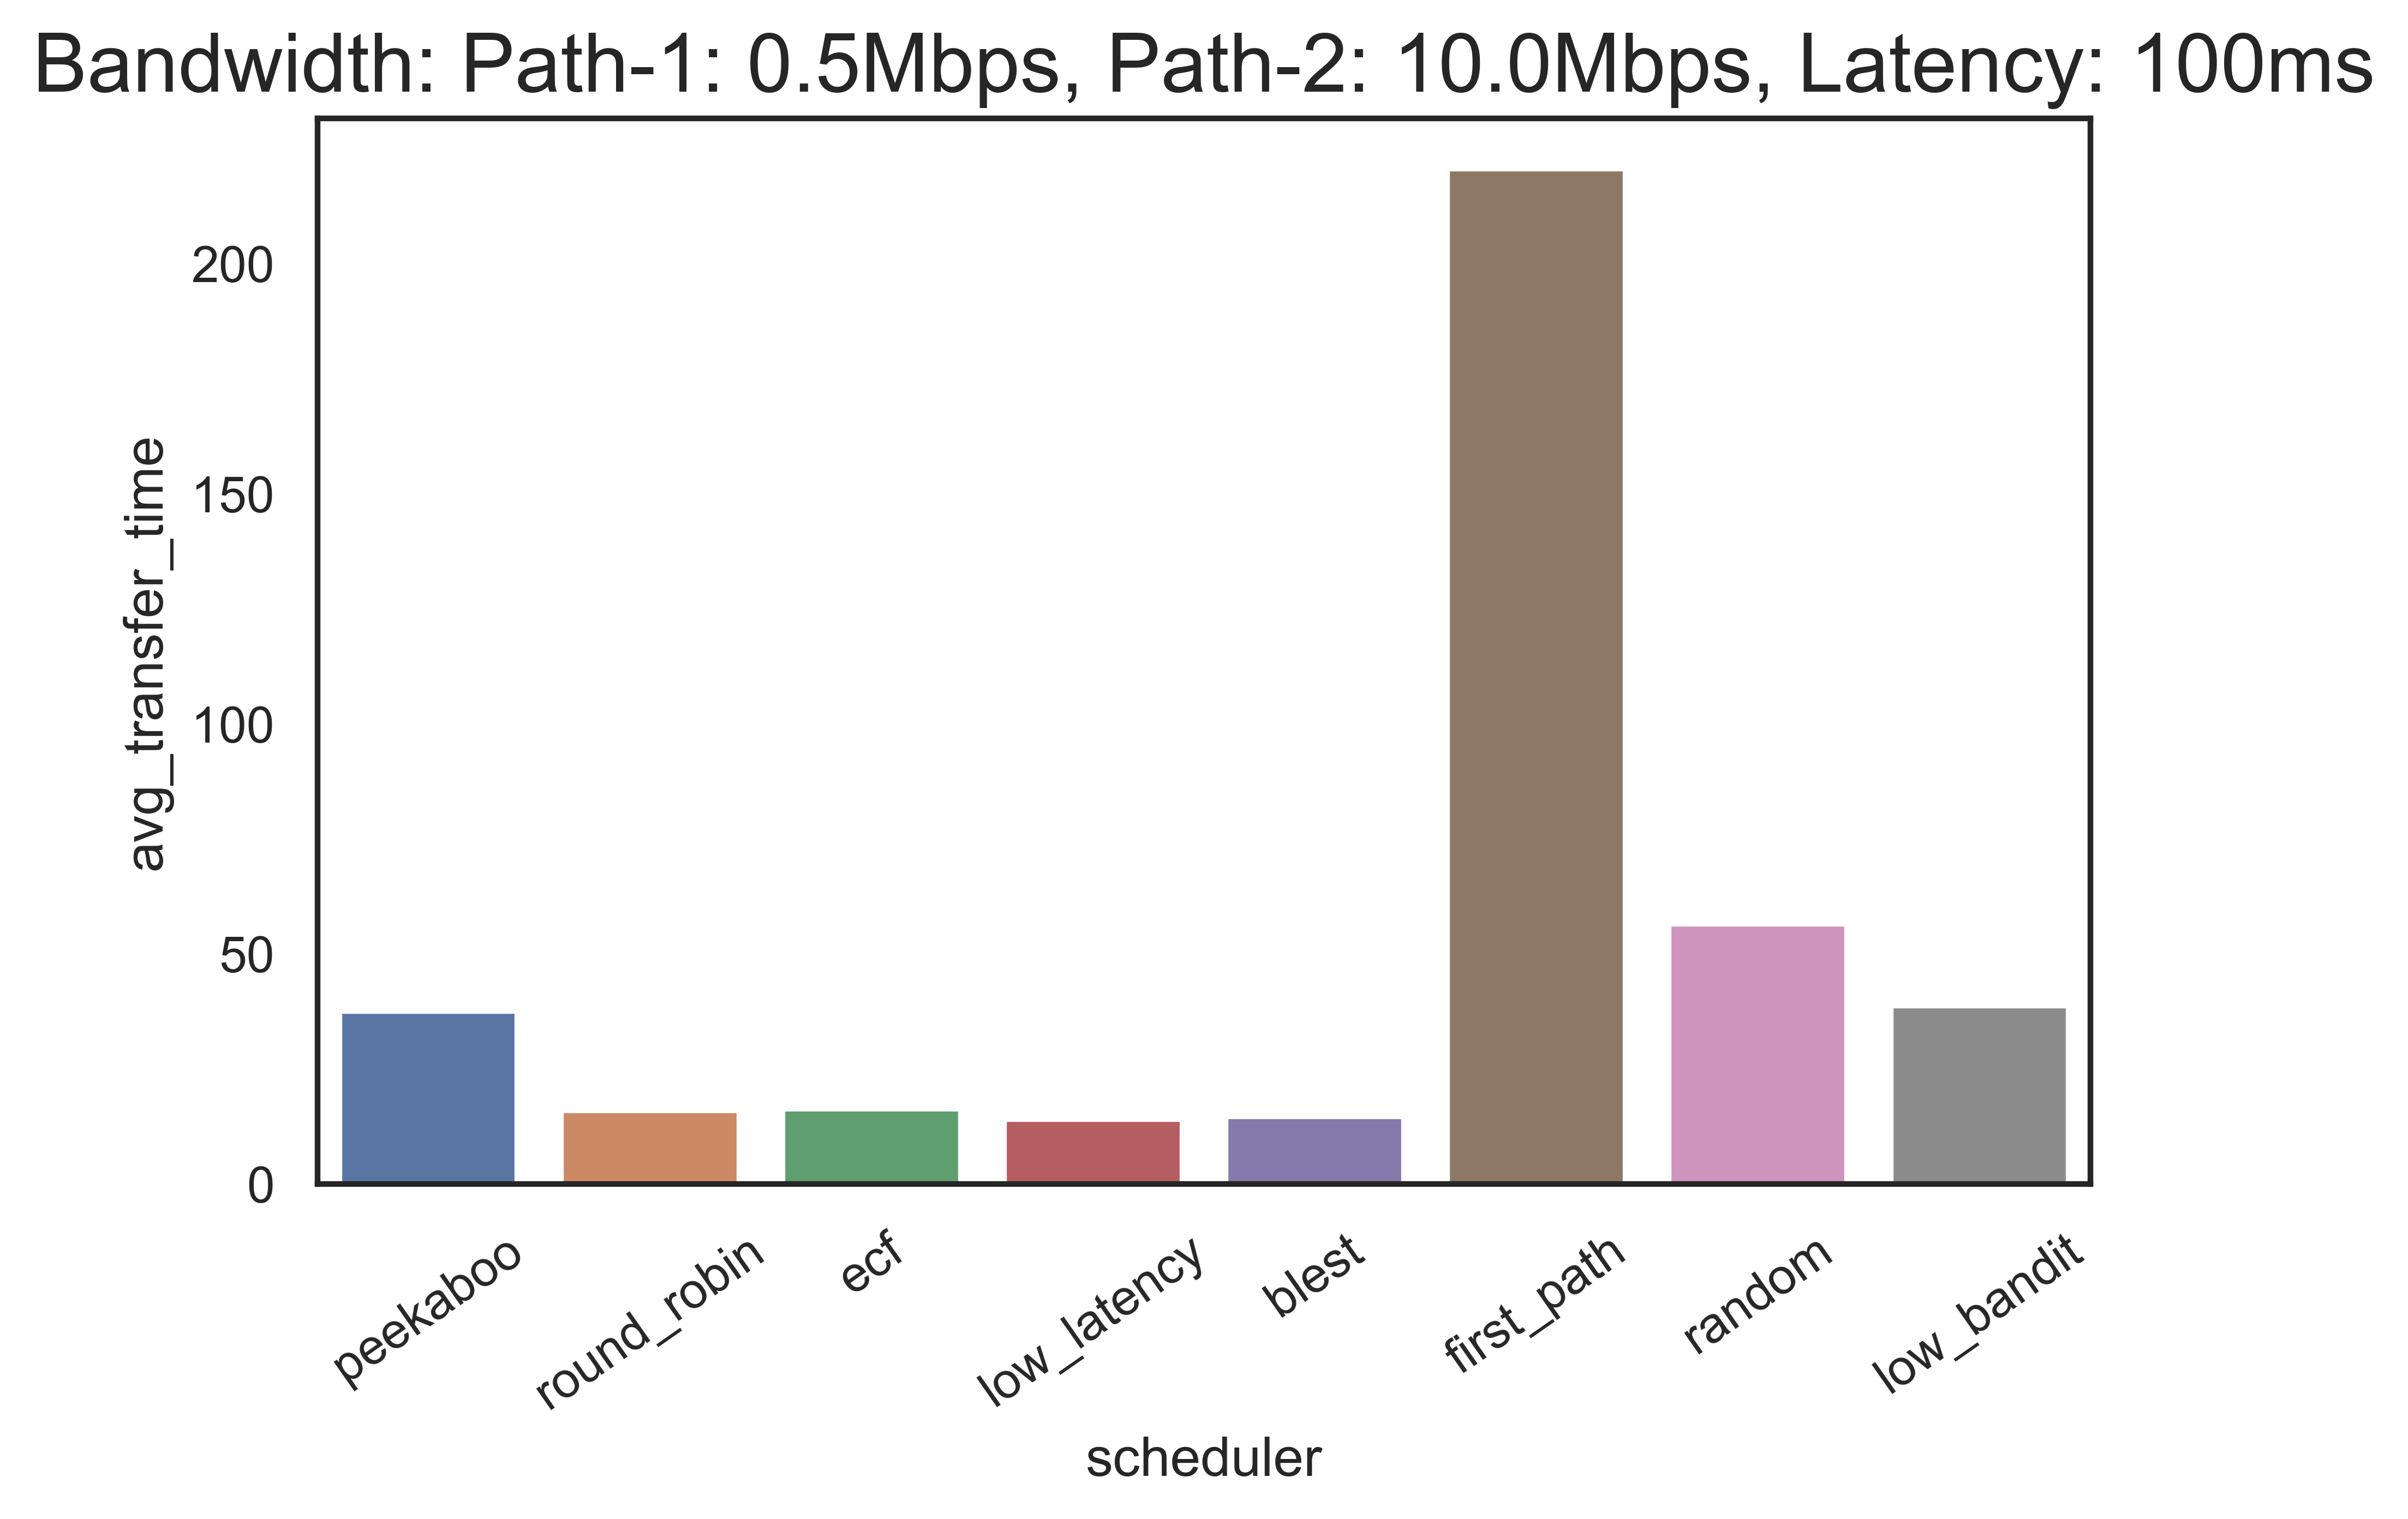 Bandwidth: Path-1: 0.5Mbps, Path-2: 10.0Mbps, Latency: 100ms
avg_transfer_time
200
150
100
50
0
peekaboo
round_robin
ecf
low_latency
blest
first_path
random
low_bandit
scheduler